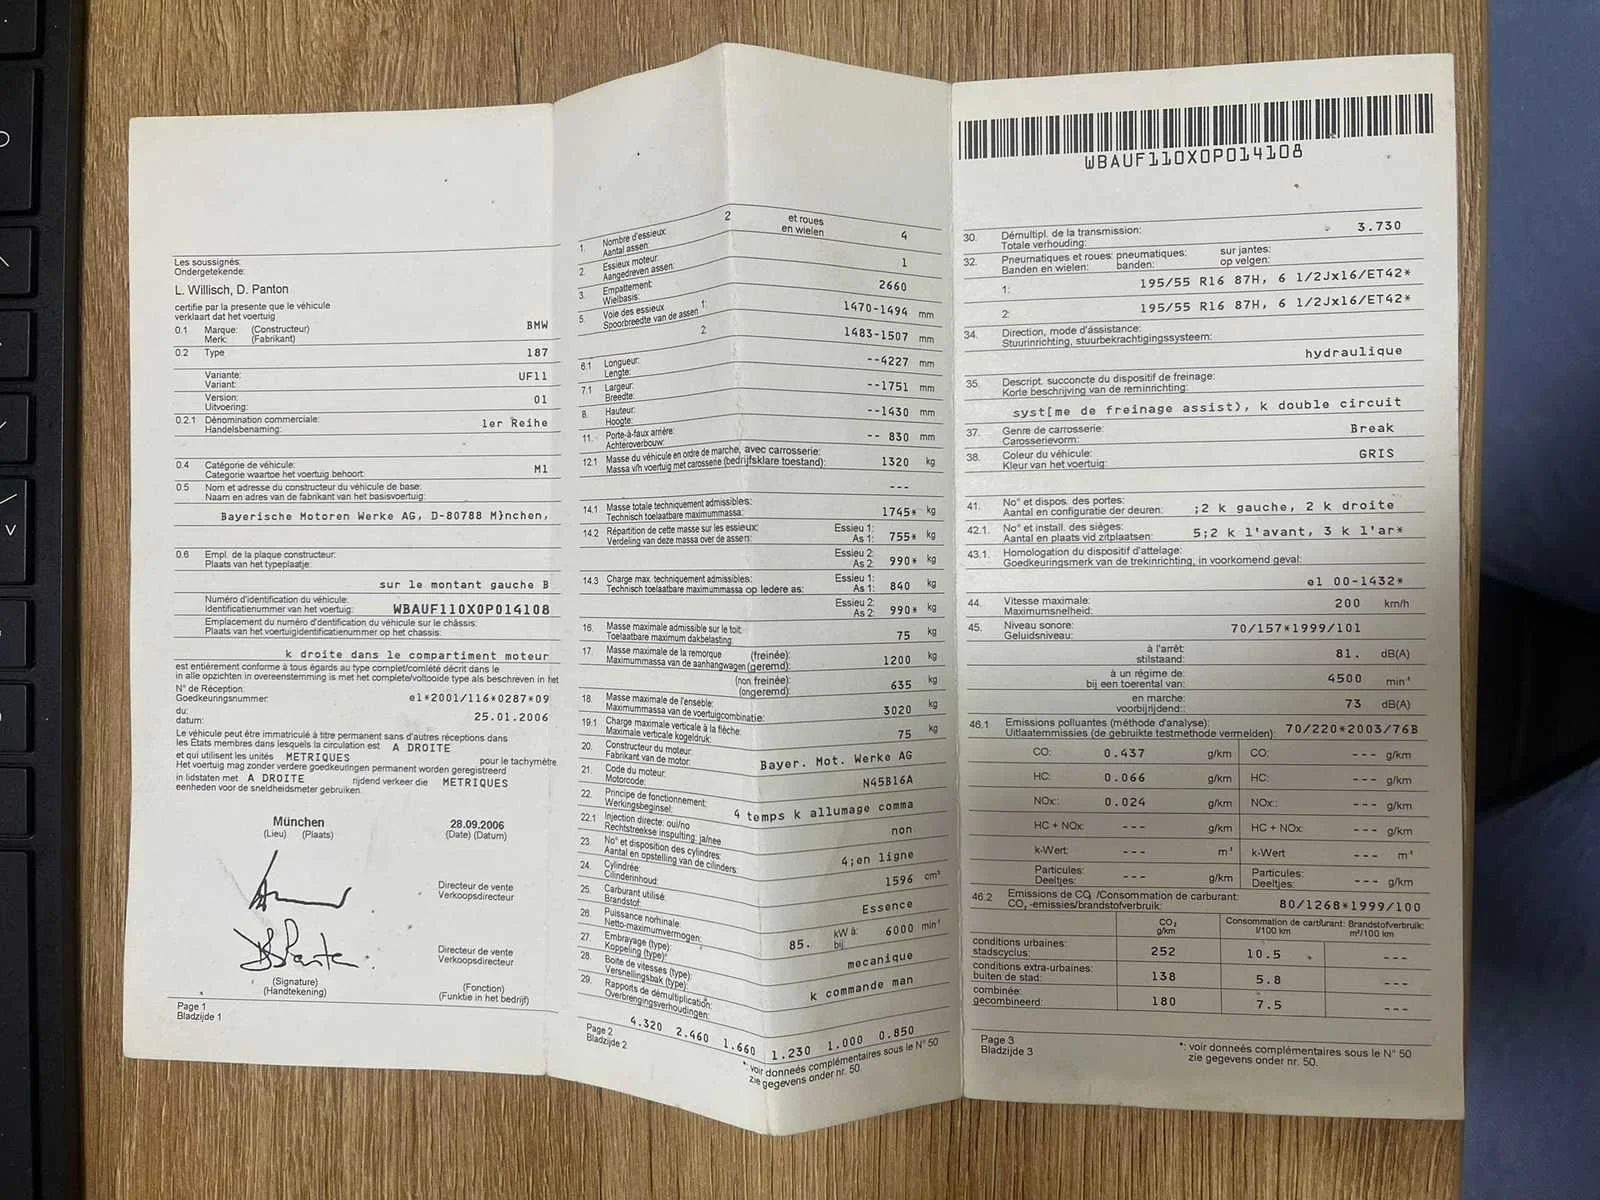 Les soussignés:
Ondergetekende:
L. Willisch, D. Panton
certifie par la presente que le véhicule
verklaart dat het voertuig
0.1 Marque: (Constructeur) BMW
Merk: (Fabrikant)
0.2 Type 187
Variante: UF11
Variant:
Version: 01
Uitvoering:
0.2.1 Dénomination commerciale: 1er Reihe
Handelsbenaming:
0.4 Catégorie de véhicule: M1
Categorie waartoe het voertuig behoort:
0.5 Nom et adresse du constructeur du véhicule de base:
Naam en adres van de fabrikant van het basisvoertuig:
Bayerische Motoren Werke AG, D-80788 M}nchen,
0.6 Empl. de la plaque constructeur:
Plaats van het typeplaatje:
sur le montant gauche B
Numéro d'identification du véhicule:
Identificatienummer van het voertuig: WBAUF110X0P014108
Emplacement du numéro d'dentification du véhicule sur le châssis:
Plaats van het voertuigidentificatienummer op het chassis:
k droite dans le compartiment moteur
est entièrement conforme à tous égards au type complet/comlété décrit dans le
in alle opzichten in overeenstemming is met het complete/voltooide type als beschreven in het
N° de Réception:
Goedkeuringsnummer: e1*2001/116*0287*09
du:
datum: 25.01.2006
Le véhicule peut être immatriculé à titre permanent sans d'autres réceptions dans
les États membres dans lesquels la circulation est A DROITE
et qui utilisent les unités METRIQUES pour le tachymétre.
Het voertuig mag zonder verdere goedkeuringen permanent worden geregistreerd
in lidstaten met A DROITE rijdend verkeer die METRIQUES
eenheden voor de sneldheidsmeter gebruiken.
München 28.09.2006
(Lieu) (Plaats) (Date) (Datum)
Directeur de vente
Verkoopsdirecteur
D Panton.
Directeur de vente
Verkoopsdirecteur
(Signature) (Fonction)
(Handtekening) (Funktie in het bedrijf)
Page 1
Bladzijde 1
1. Nombre d'essieux: 2 et roues 4
Aantal assen: en wielen
2. Essieux moteur: 1
Aangedreven assen:
3. Empattement: 2660
Wielbasis:
5. Voie des essieux 1: 1470-1494 mm
Spoorbreedte van de assen
2. 1483-1507 mm
6.1 Longueur: --4227 mm
Lengte:
7.1 Largeur: --1751 mm
Breedte:
8. Hauteur: --1430 mm
Hoogte:
11. Porte-à-faux arrière: -- 830 mm
Achteroverbouw:
12.1 Masse du véhicule en ordre de marche, avec carrosserie: 1320 kg
Massa v/h voertuig met carosserie (bedrijfsklare toestand):
---
14.1 Masse totale techniquement admissibles: 1745* kg
Technisch toelaatbare maximummassa:
14.2 Répartition de cette masse sur les essieux: Essieu 1:
Verdeling van deze massa over de assen: As 1: 755* kg
Essieu 2:
As 2: 990* kg
14.3 Charge max. techniquement admissibles: Essieu 1:
Technisch toelaatbare maximummassa op Iedere as: As 1: 840 kg
Essieu 2:
As 2: 990* kg
16. Masse maximale admissible sur le toit: 75 kg
Toelaatbare maximum dakbelasting
17. Masse maximale de la remorque (freinée): 1200 kg
Maximummassa van de aanhangwagen (geremd):
(non freinée): 635 kg
(ongeremd):
18. Masse maximale de l'enseble: 3020 kg
Maximummassa van de voertuigcombinatie:
19.1 Charge maximale verticale à la flèche: 75 kg
Maximale verticale kogeldruk:
20. Constructeur du moteur: Bayer. Mot. Werke AG
Fabrikant van de motor:
21. Code du moteur: N45B16A
Motorcode:
22. Principe de fonctionnement: 4 temps k allumage comma
Werkingsbeginsel:
22.1 Injection directe: oui/no non
Rechtstreekse inspulting: ja/nee
23. No° et disposition des cylindres: 4;en ligne
Aantal en opstelling van de cilinders:
24. Cylindrée: 1596 cm³
Cilinderinhoud:
25. Carburant utilisé: Essence
Brandstof:
26. Puissance norhinale: 85. kW à: 6000 min⁻¹
Netto-maximumvermogen: bij:
27. Embrayage (type): mecanique
Koppeling (type):
28. Boite de vitesses (type): k commande man
Versnellingsbak (type):
29. Rapports de démultiplication:
Overbrengingsverhoudingen:
4.320 2.460 1.660 1.230 1.000 0.850
Page 2
Bladzijde 2
*: voir donneés complémentaires sous le N° 50
zie gegevens onder nr. 50.
WBAUF110X0P014108
30. Démultipl. de la transmission: 3.730
Totale verhouding:
32. Pneumatiques et roues: pneumatiques: sur jantes:
Banden en wielen: banden: op velgen:
1: 195/55 R16 87H, 6 1/2Jx16/ET42*
2: 195/55 R16 87H, 6 1/2Jx16/ET42*
34. Direction, mode d'ássistance:
Stuurinrichting, stuurbekrachtigingssysteem:
hydraulique
35. Descript. succoncte du dispositif de freinage:
Korte beschrijving van de reminrichting:
syst[me de freinage assist), k double circuit
37. Genre de carrosserie: Break
Carosserievorm:
38. Coleur du véhicule: GRIS
Kleur van het voertuig:
41. No° et dispos. des portes:
Aantal en configuratie der deuren: ;2 k gauche, 2 k droite
42.1. No° et install. des sièges:
Aantal en plaats vid zitplaatsen: 5;2 k l'avant, 3 k l'ar*
43.1. Homologation du dispositif d'attelage:
Goedkeuringsmerk van de trekinrichting, in voorkomend geval:
e1 00-1432*
44. Vitesse maximale: 200 km/h
Maximumsnelheid:
45. Niveau sonore: 70/157*1999/101
Geluidsniveau:
à l'arrêt: 81. dB(A)
stilstaand:
à un régime de: 4500 min⁻¹
bij een toerental van:
en marche: 73 dB(A)
voorbijrijdend::
46.1 Emissions polluantes (méthode d'analyse):
Uitlaatemmissies (de gebruikte testmethode vermelden): 70/220*2003/76B
CO: 0.437 g/km CO: --- g/km
HC: 0.066 g/km HC: --- g/km
NOx: 0.024 g/km NOx: --- g/km
HC + NOx: --- g/km HC + NOx: --- g/km
k-Wert: --- m⁻¹ k-Wert --- m⁻¹
Particules: --- g/km Particules: --- g/km
Deeltjes: Deeltjes:
46.2 Emissions de CO₂ /Consommation de carburant:
CO₂-emissies/brandstofverbuik: 80/1268*1999/100
CO₂ Consommation de cart/urant: Brandstofverbuik:
g/km l/100 km m³/100 km
conditions urbaines: 252 10.5 ---
stadscyclus:
conditions extra-urbaines: 138 5.8 ---
buiten de stad:
combinée: 180 7.5 ---
gecombineerd:
Page 3
Bladzijde 3
*: voir donneés complémentaires sous le N° 50
zie gegevens onder nr. 50.